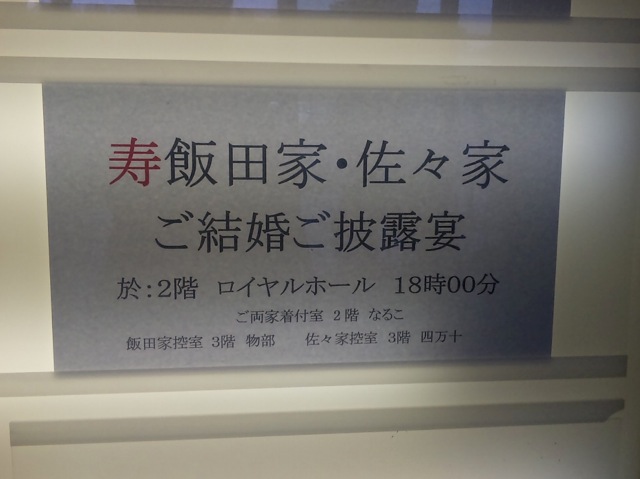 寿飯田家・佐々家
ご結婚ご披露宴
於:2階 ロイヤルホール 18時00分
ご両家着付室 2階 なるこ
飯田家控室 3階 物部 佐々家控室 3階 四万十